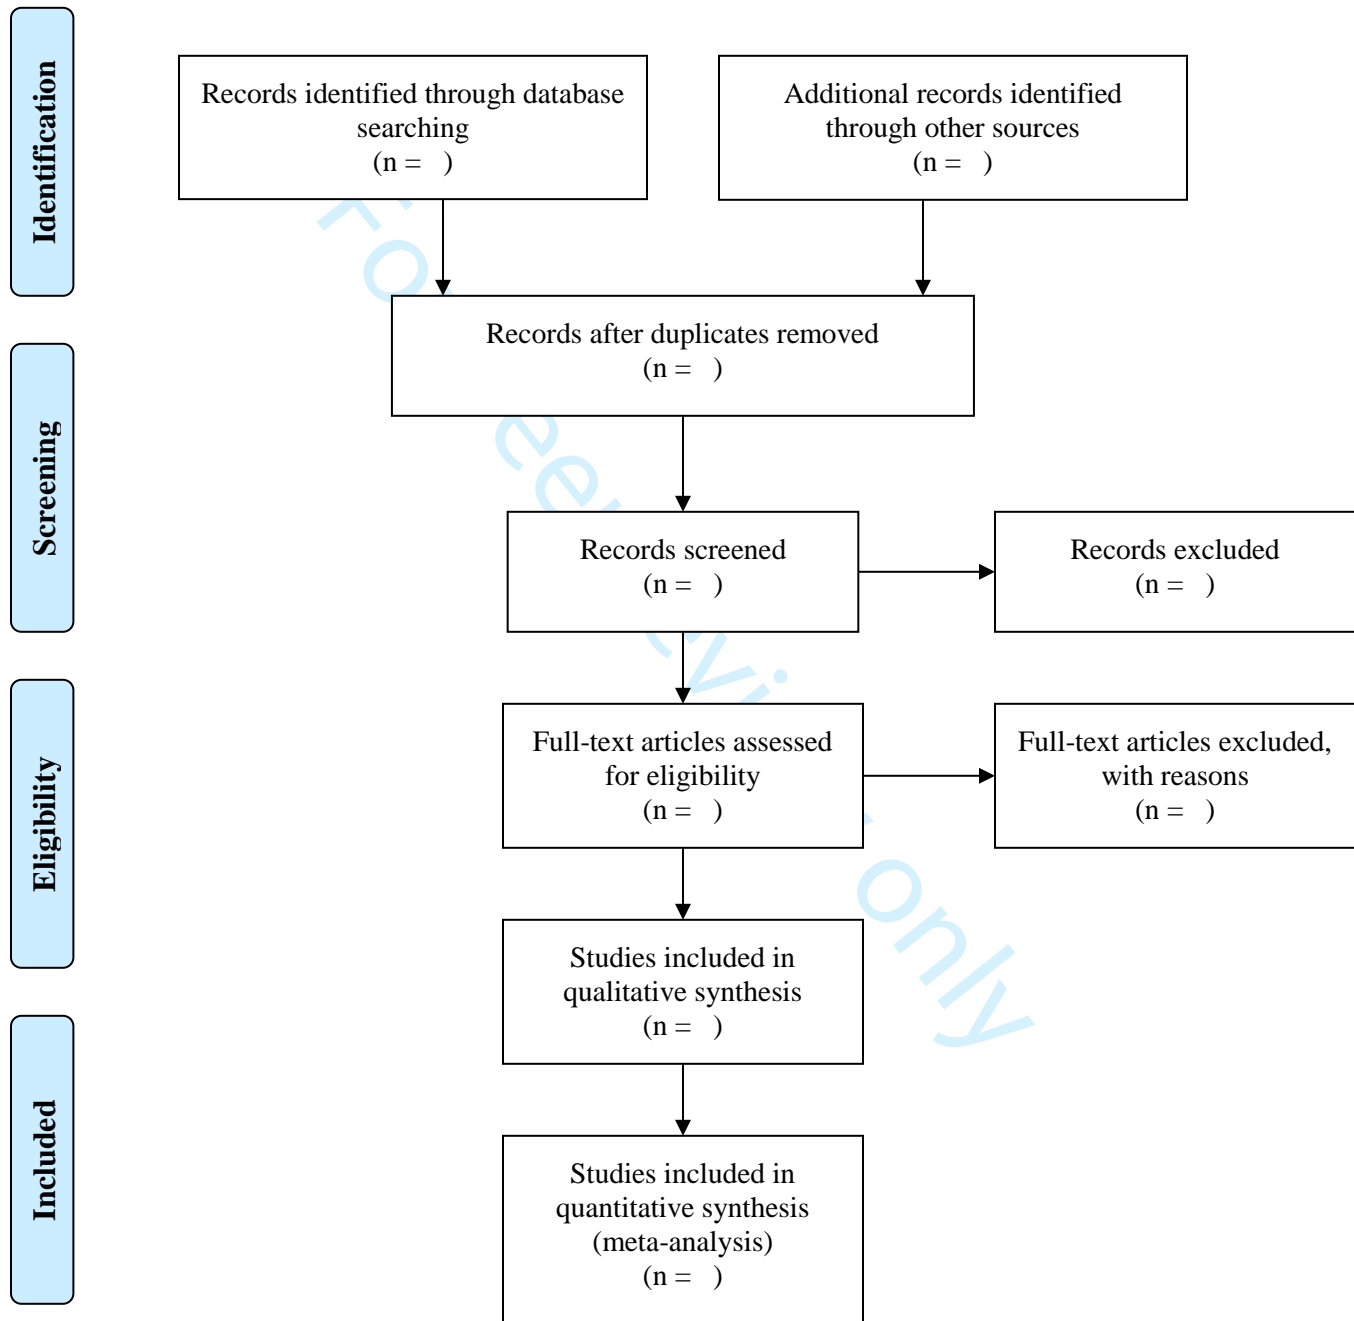 Identification
Records identified through database
searching
(n =   )
Additional records identified
through other sources
(n =   )
Records after duplicates removed
(n =   )
Screening
Records screened
(n =   )
Records excluded
(n =   )
Eligibility
Full-text articles assessed
for eligibility
(n =   )
Full-text articles excluded,
with reasons
(n =   )
Studies included in
qualitative synthesis
(n =   )
Included
Studies included in
quantitative synthesis
(meta-analysis)
(n =   )
only